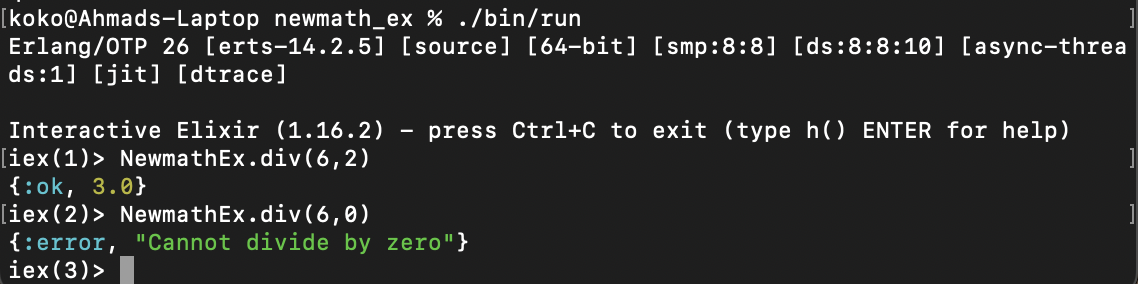 [koko@Ahmads-Laptop newmath_ex % ./bin/run ]
Erlang/OTP 26 [erts-14.2.5] [source] [64-bit] [smp:8:8] [ds:8:8:10] [async-threa
ds:1] [jit] [dtrace]
Interactive Elixir (1.16.2) - press Ctrl+C to exit (type h() ENTER for help)
[iex(1)> NewmathEx.div(6,2) ]
{:ok, 3.0}
[iex(2)> NewmathEx.div(6,0) ]
{:error, "Cannot divide by zero"}
iex(3)>